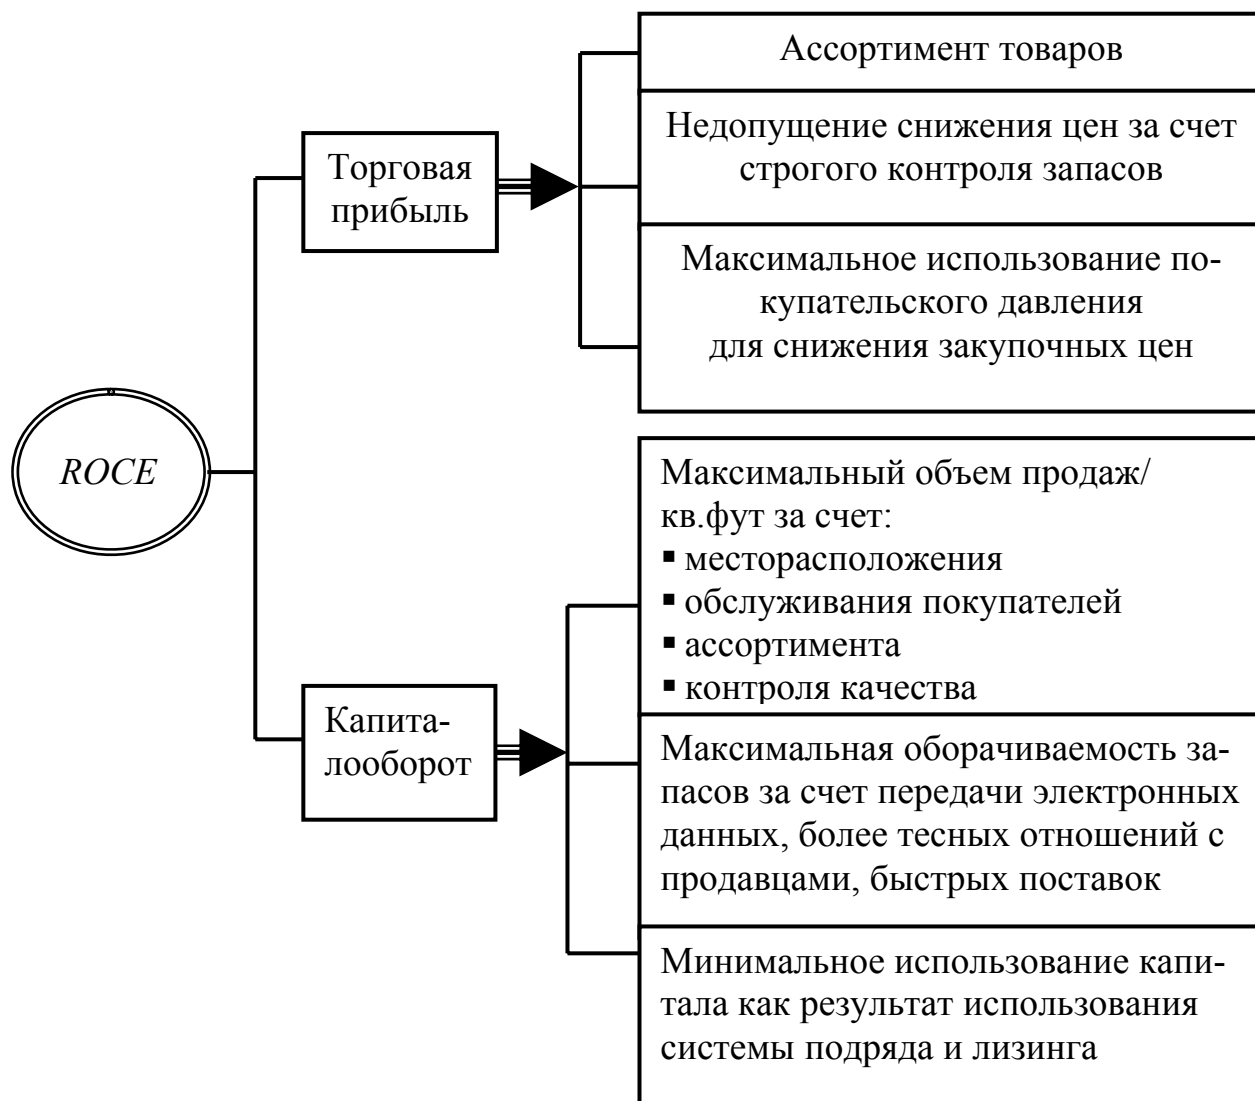 Ассортимент товаров
Недопущение снижения цен за счет
строгого контроля запасов
Торговая
прибыль
Максимальное использование по-
купательского давления
для снижения закупочных цен
ROCE
Максимальный объем продаж/
кв.фут за счет:
▪ месторасположения
▪ обслуживания покупателей
▪ ассортимента
▪ контроля качества
Капита-
лооборот
Максимальная оборачиваемость за-
пасов за счет передачи электронных
данных, более тесных отношений с
продавцами, быстрых поставок
Минимальное использование капи-
тала как результат использования
системы подряда и лизинга